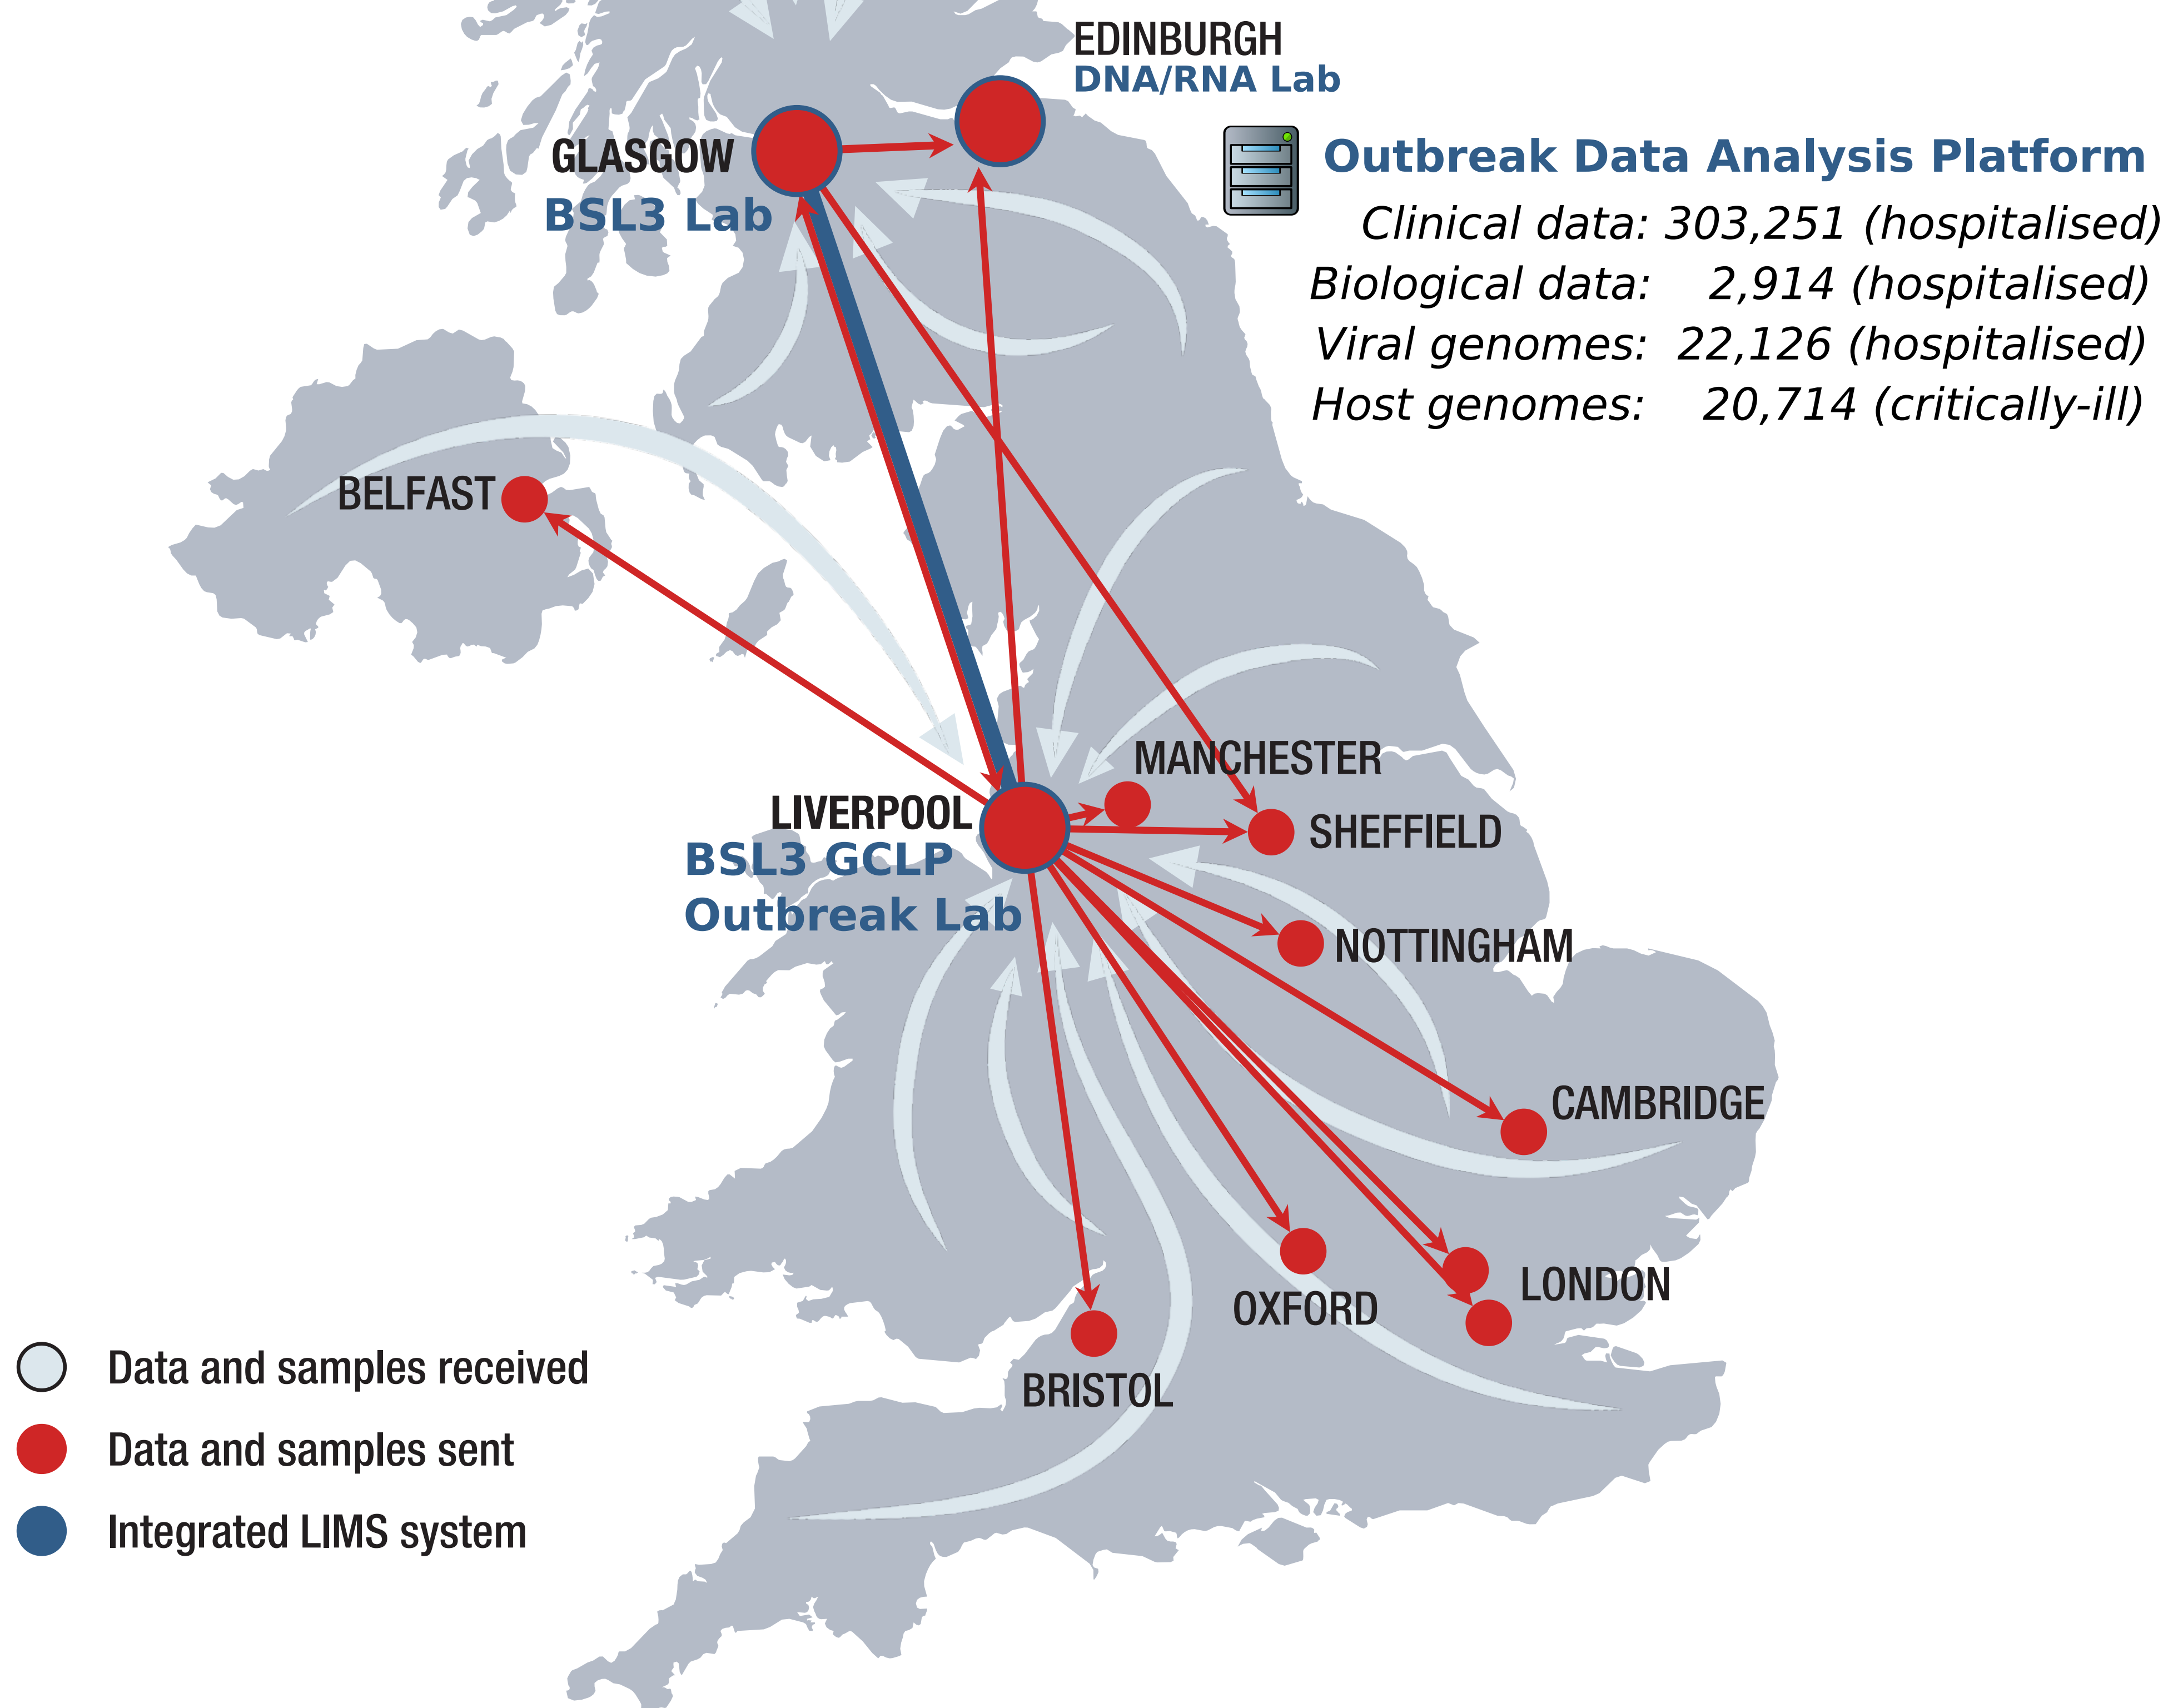 EDINBURGH
DNA/RNA Lab
GLASGOW
BSL3 Lab
Outbreak Data Analysis Platform
Clinical data: 303,251 (hospitalised)
Biological data: 2,914 (hospitalised)
Viral genomes: 22,126 (hospitalised)
Host genomes: 20,714 (critically-ill)
BELFAST
MANCHESTER
LIVERPOOL
BSL3 GCLP
Outbreak Lab
SHEFFIELD
NOTTINGHAM
CAMBRIDGE
LONDON
OXFORD
BRISTOL
Data and samples received
Data and samples sent
Integrated LIMS system